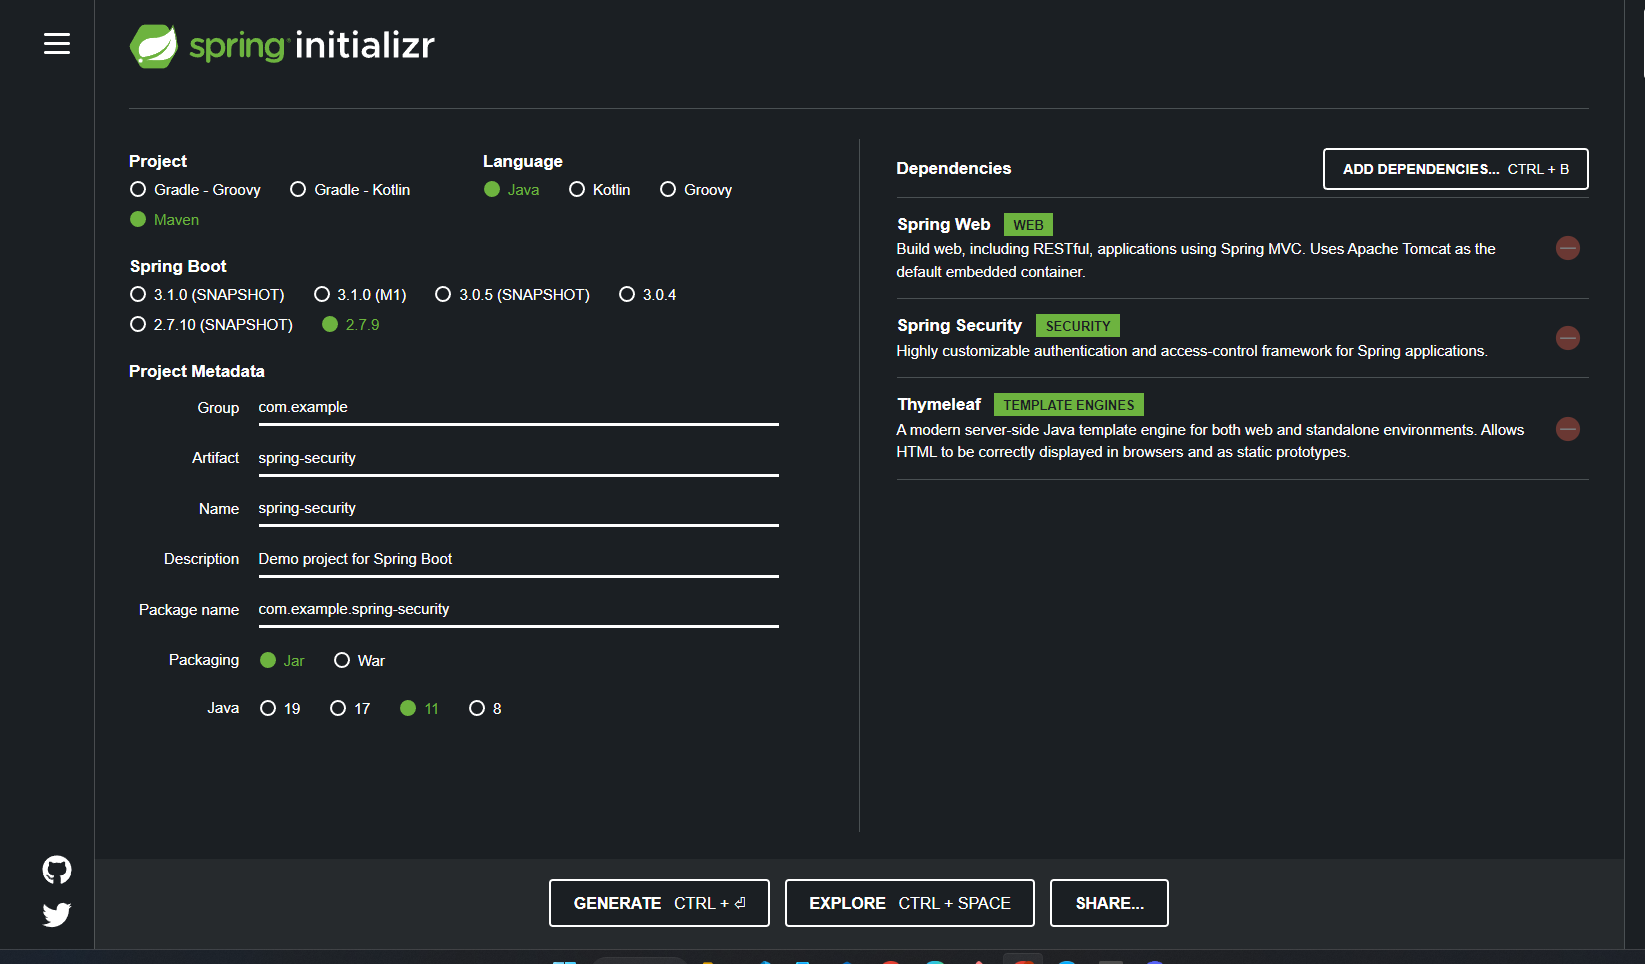 spring initializr
Project
Gradle - Groovy Gradle - Kotlin
Maven
Language
Java Kotlin Groovy
Spring Boot
3.1.0 (SNAPSHOT) 3.1.0 (M1) 3.0.5 (SNAPSHOT) 3.0.4
2.7.10 (SNAPSHOT) 2.7.9
Project Metadata
Group com.example
Artifact spring-security
Name spring-security
Description Demo project for Spring Boot
Package name com.example.spring-security
Packaging Jar War
Java 19 17 11 8
Dependencies ADD DEPENDENCIES... CTRL + B
Spring Web WEB
Build web, including RESTful, applications using Spring MVC. Uses Apache Tomcat as the
default embedded container.
Spring Security SECURITY
Highly customizable authentication and access-control framework for Spring applications.
Thymeleaf TEMPLATE ENGINES
A modern server-side Java template engine for both web and standalone environments. Allows
HTML to be correctly displayed in browsers and as static prototypes.
GENERATE CTRL + ⏎ EXPLORE CTRL + SPACE SHARE...